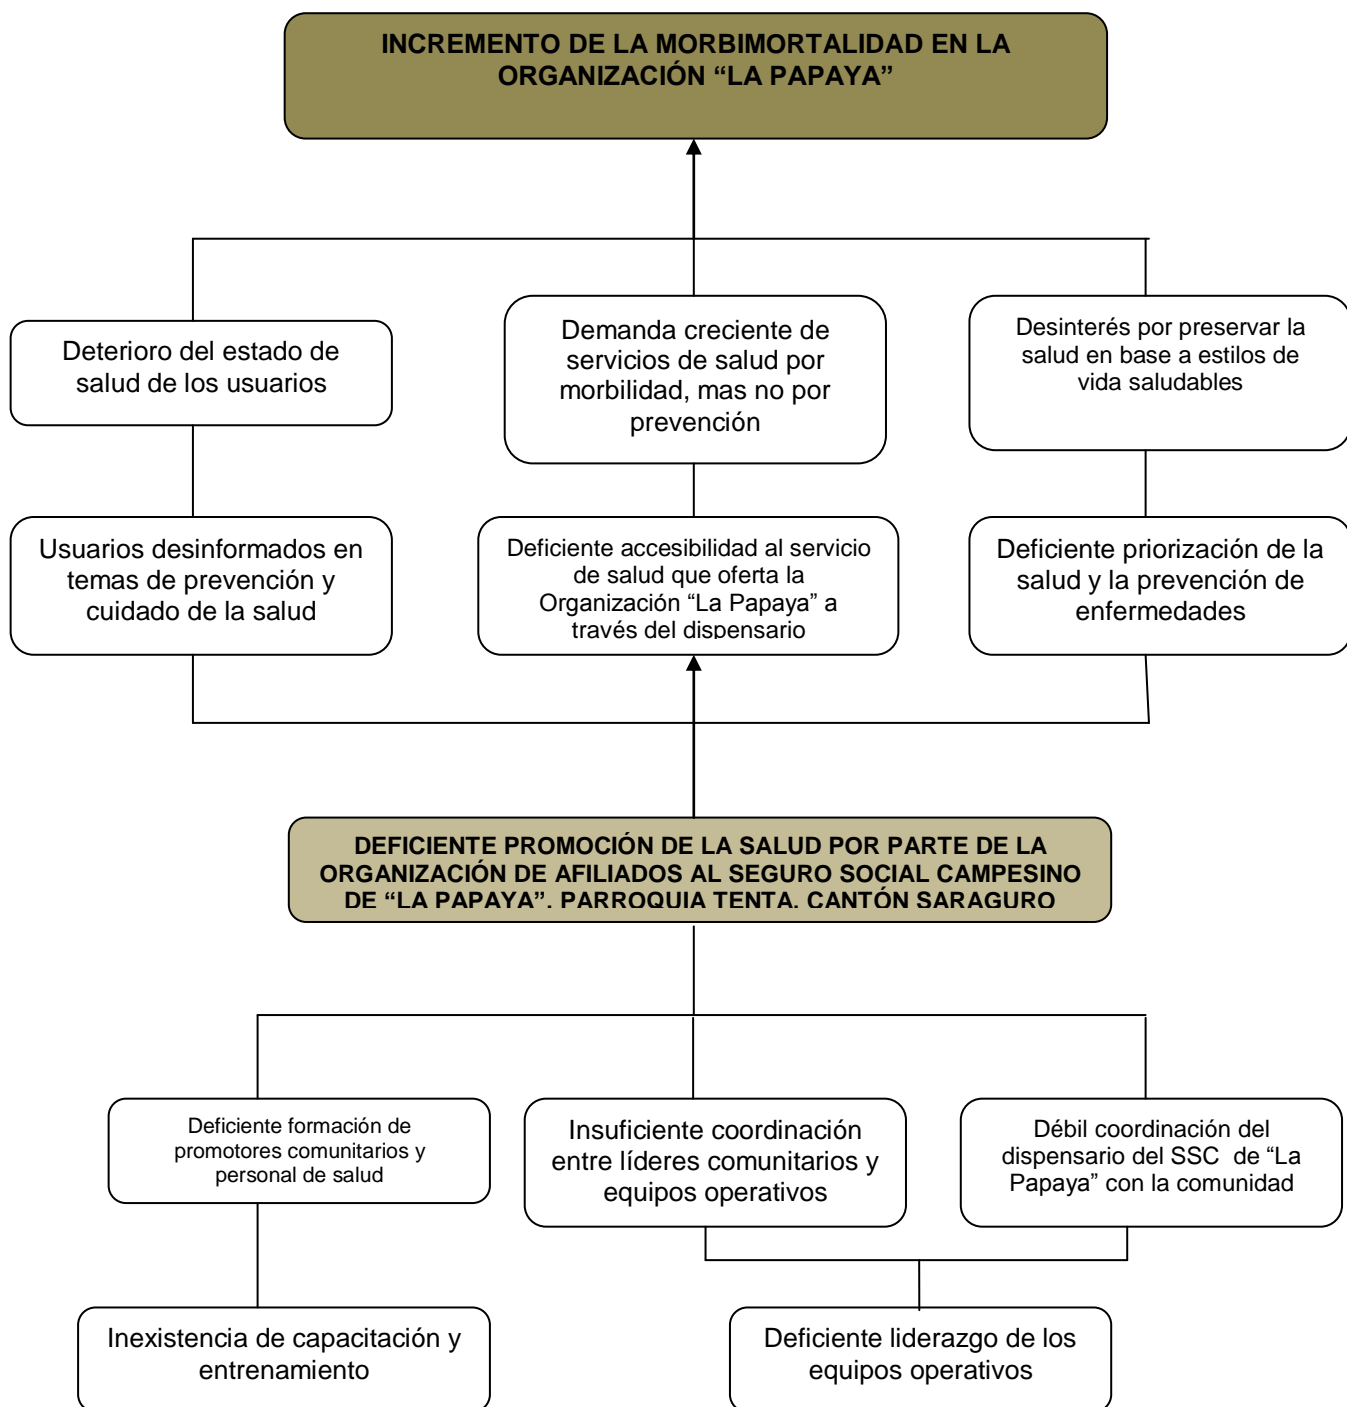 INCREMENTO DE LA MORBIMORTALIDAD EN LA
ORGANIZACIÓN “LA PAPAYA”
Deterioro del estado de
salud de los usuarios
Demanda creciente de
servicios de salud por
morbilidad, mas no por
prevención
Desinterés por preservar la
salud en base a estilos de
vida saludables
Usuarios desinformados en
temas de prevención y
cuidado de la salud
Deficiente accesibilidad al servicio
de salud que oferta la
Organización “La Papaya” a
través del dispensario
Deficiente priorización de la
salud y la prevención de
enfermedades
DEFICIENTE PROMOCIÓN DE LA SALUD POR PARTE DE LA
ORGANIZACIÓN DE AFILIADOS AL SEGURO SOCIAL CAMPESINO
DE “LA PAPAYA”. PARROQUIA TENTA. CANTÓN SARAGURO
Deficiente formación de
promotores comunitarios y
personal de salud
Insuficiente coordinación
entre líderes comunitarios y
equipos operativos
Débil coordinación del
dispensario del SSC de “La
Papaya” con la comunidad
Inexistencia de capacitación y
entrenamiento
Deficiente liderazgo de los
equipos operativos